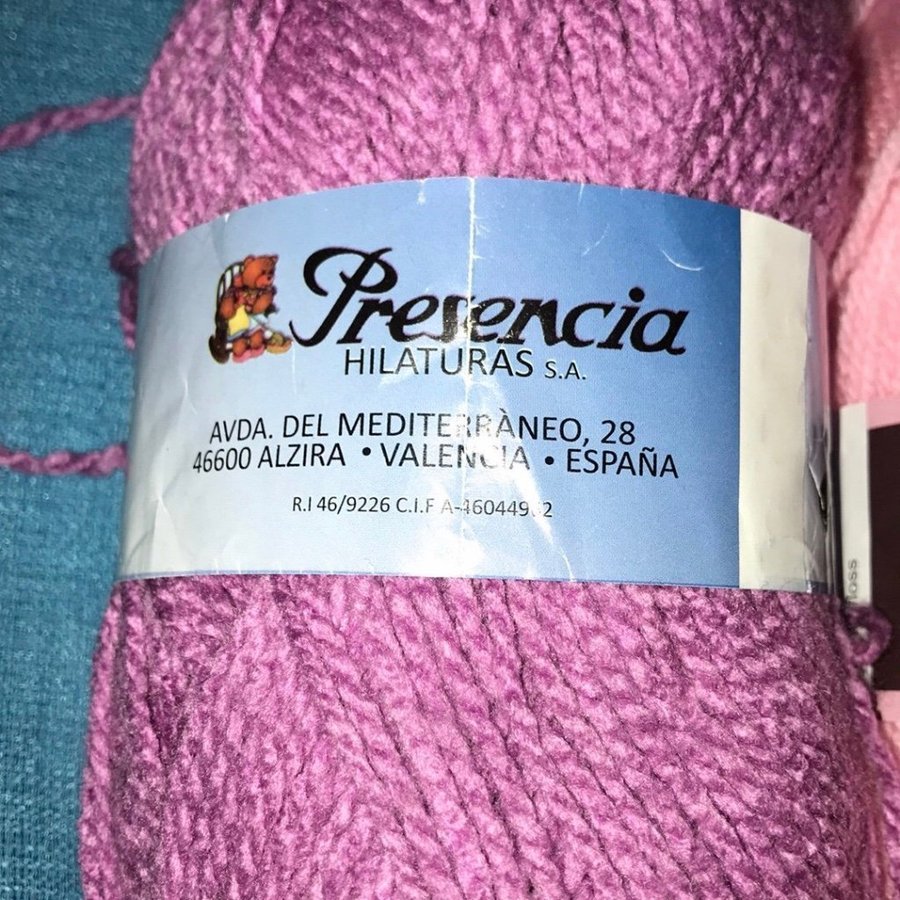 Presencia
HILATURAS S.A.
AVDA. DEL MEDITERRÀNEO, 28
46600 ALZIRA • VALENCIA • ESPAÑA
R.I 46/9226 C.I.F